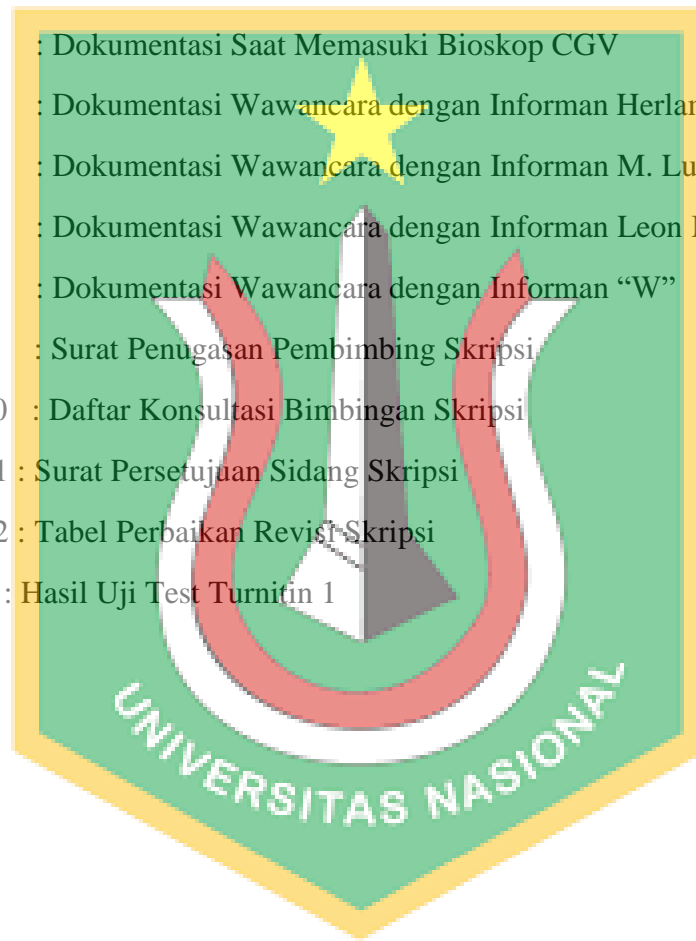 : Dokumentasi Saat Memasuki Bioskop CGV
: Dokumentasi Wawancara dengan Informan Herlan
: Dokumentasi Wawancara dengan Informan M. Lu
: Dokumentasi Wawancara dengan Informan Leon
: Dokumentasi Wawancara dengan Informan “W”
: Surat Penugasan Pembimbing Skripsi
0 : Daftar Konsultasi Bimbingan Skripsi
1 : Surat Persetujuan Sidang Skripsi
2 : Tabel Perbaikan Revisi Skripsi
: Hasil Uji Test Turnitin 1
UNIVERSITAS NASIONAL